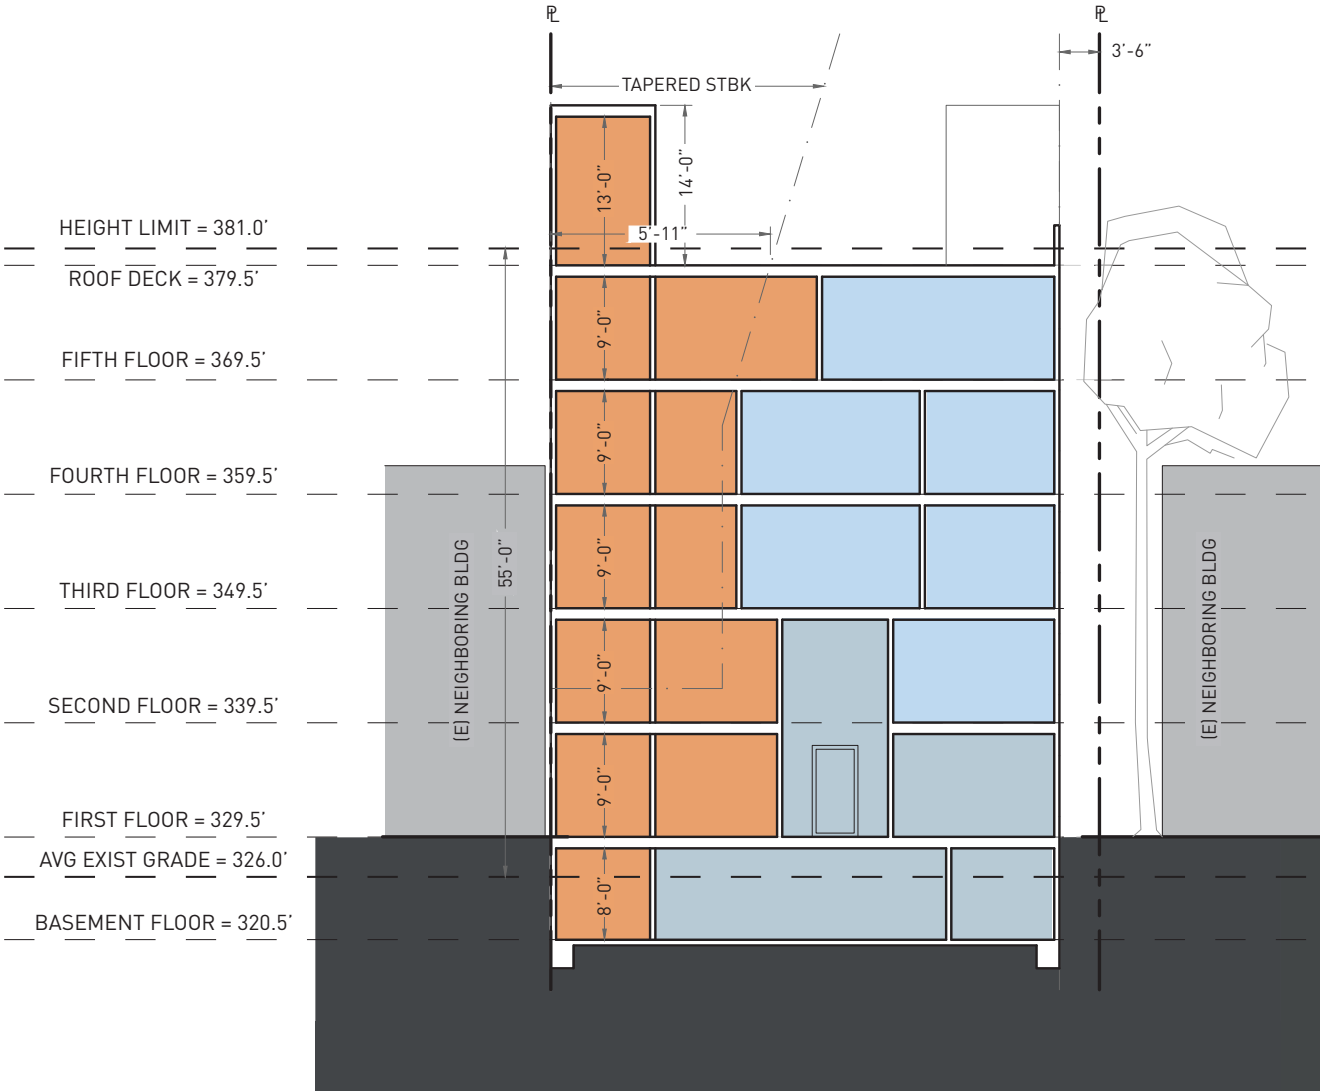 ℄ ℄
3'-6"
TAPERED STBK
13'-0"
14'-0"
HEIGHT LIMIT = 381.0'
5'-11"
ROOF DECK = 379.5'
9'-0"
FIFTH FLOOR = 369.5'
9'-0"
FOURTH FLOOR = 359.5'
9'-0"
55'-0"
THIRD FLOOR = 349.5'
(E) NEIGHBORING BLDG
(E) NEIGHBORING BLDG
9'-0"
SECOND FLOOR = 339.5'
9'-0"
FIRST FLOOR = 329.5'
AVG EXIST GRADE = 326.0'
8'-0"
BASEMENT FLOOR = 320.5'